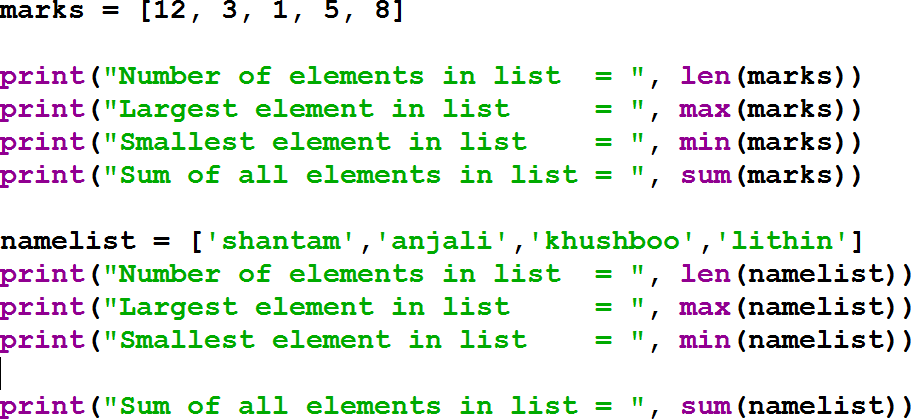 marks = [12, 3, 1, 5, 8]
print("Number of elements in list  = ", len(marks))
print("Largest element in list     = ", max(marks))
print("Smallest element in list    = ", min(marks))
print("Sum of all elements in list = ", sum(marks))
namelist = ['shantam','anjali','khushboo','lithin']
print("Number of elements in list  = ", len(namelist))
print("Largest element in list     = ", max(namelist))
print("Smallest element in list    = ", min(namelist))
print("Sum of all elements in list = ", sum(namelist))